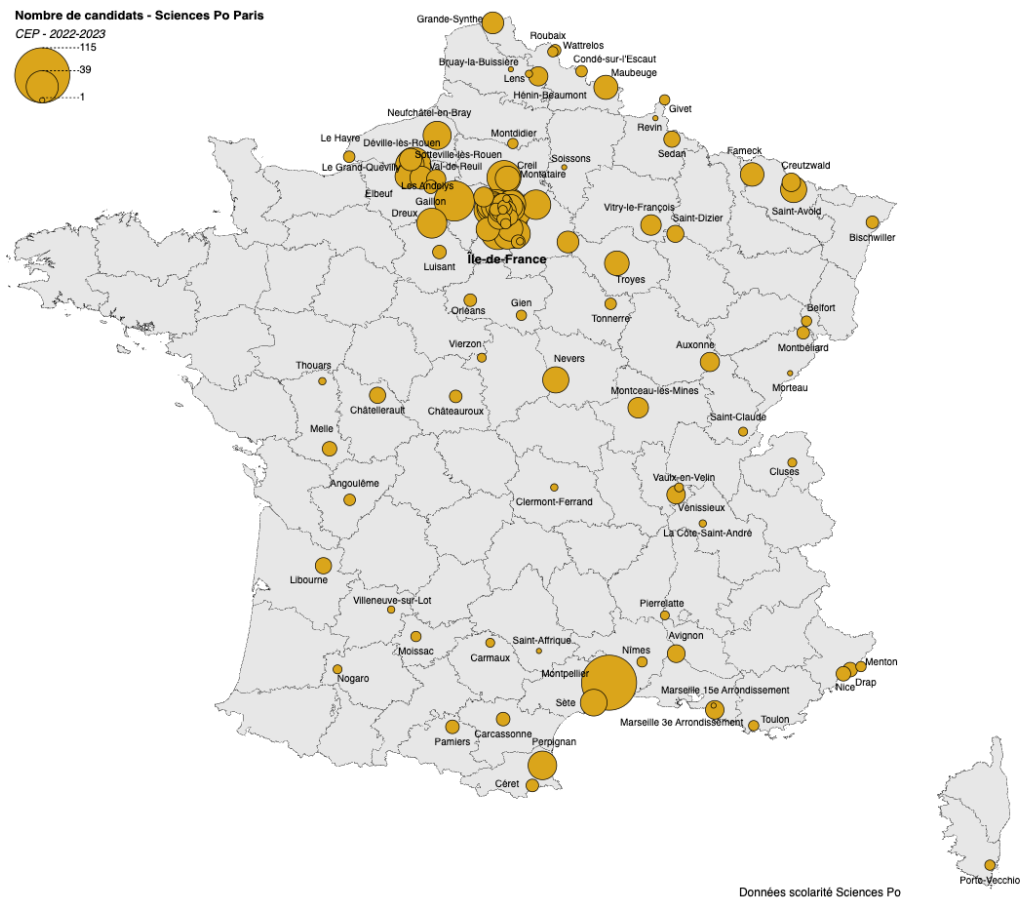 Nombre de candidats - Sciences Po Paris
CEP - 2022-2023
115
39
1
Grande-Synthe
Roubaix
Wattrelos
Condé-sur-l'Escaut
Bruay-la-Buissière
Lens
Maubeuge
Hénin-Beaumont
Givet
Revin
Neufchâtel-en-Bray
Le Havre
Déville-lès-Rouen
Montdidier
Sedan
Sotteville-lès-Rouen
Soissons
Fameck
Creutzwald
Le Grand-Quevilly
Val-de-Reuil
Creil
Montataire
Les Andelys
Elbeuf
Gaillon
Vitry-le-François
Saint-Avold
Dreux
Saint-Dizier
Bischwiller
Île-de-France
Luisant
Troyes
Orléans
Gien
Tonnerre
Belfort
Vierzon
Auxonne
Montbéliard
Thouars
Nevers
Morteau
Montceau-les-Mines
Châtellerault
Châteauroux
Saint-Claude
Melle
Cluses
Angoulême
Vaulx-en-Velin
Clermont-Ferrand
Vénissieux
La Côte-Saint-André
Libourne
Villeneuve-sur-Lot
Pierrelatte
Moissac
Saint-Affrique
Avignon
Carmaux
Nîmes
Menton
Nogaro
Montpellier
Drap
Nice
Marseille 15e Arrondissement
Sète
Marseille 3e Arrondissement
Toulon
Pamiers
Carcassonne
Perpignan
Céret
Porto-Vecchio
Données scolarité Sciences Po